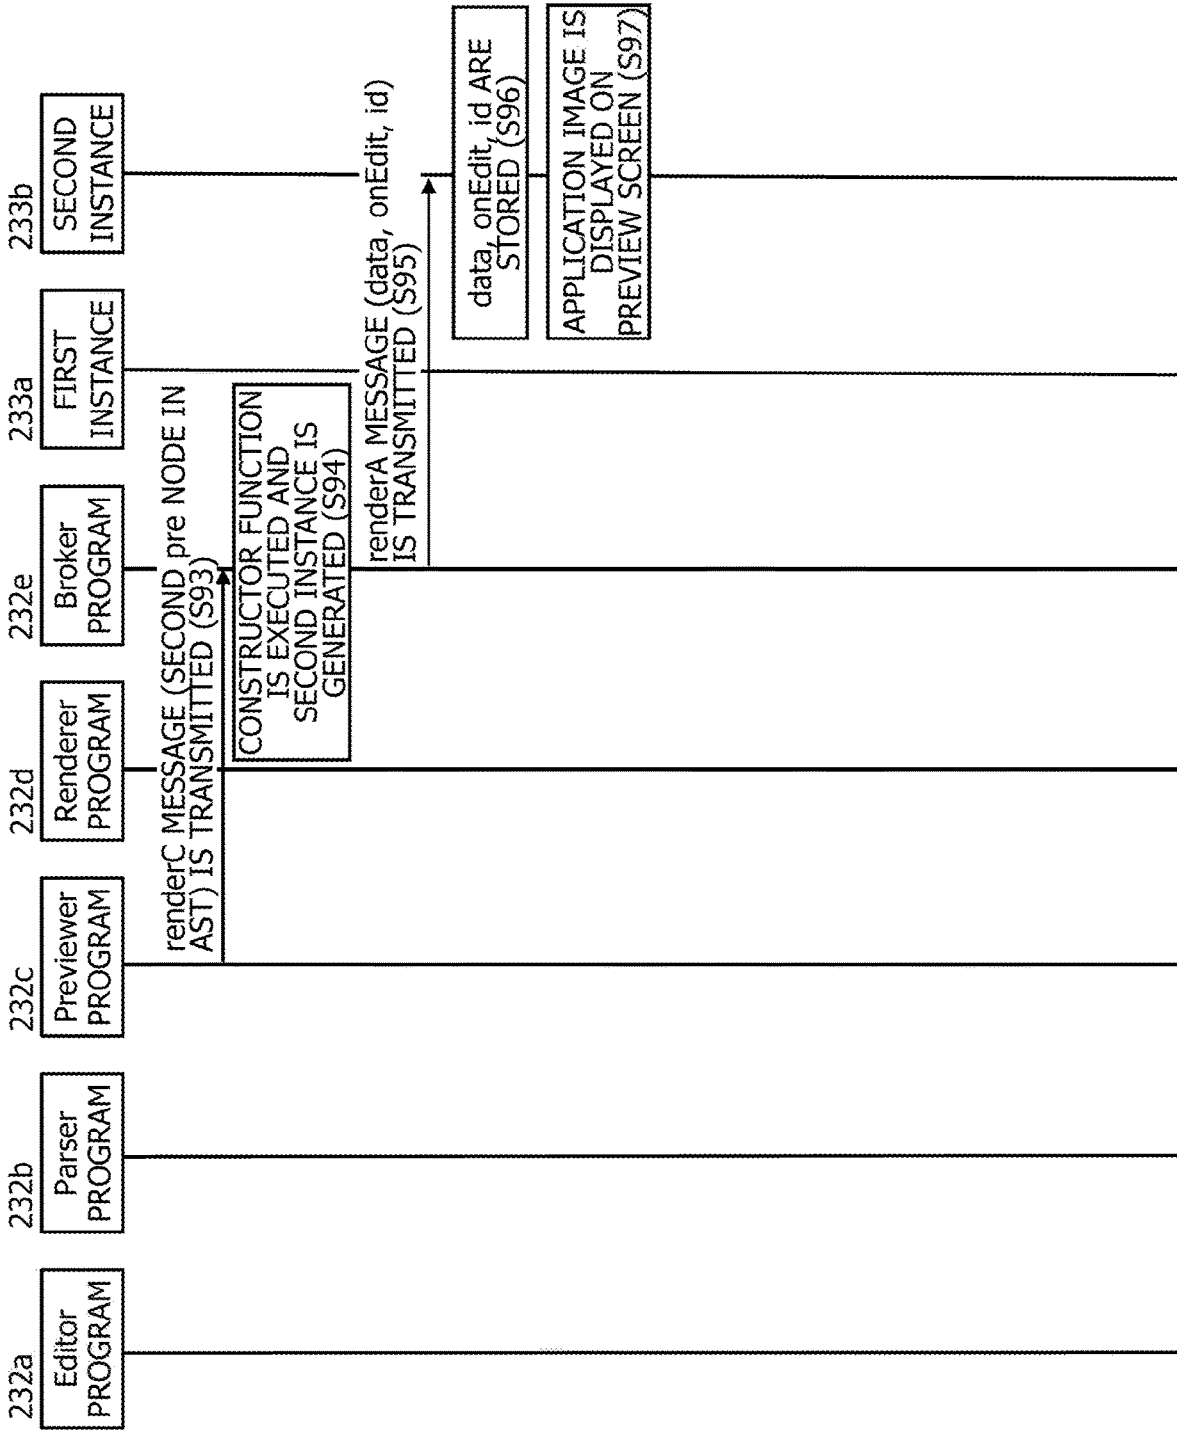 232a
Editor
PROGRAM
232b
Parser
PROGRAM
232c
Previewer
PROGRAM
232d
Renderer
PROGRAM
232e
Broker
PROGRAM
233a
FIRST
INSTANCE
233b
SECOND
INSTANCE
renderC MESSAGE (SECOND pre NODE IN
AST) IS TRANSMITTED (S93)
CONSTRUCTOR FUNCTION
IS EXECUTED AND
SECOND INSTANCE IS
GENERATED (S94)
renderA MESSAGE (data, onEdit, id)
IS TRANSMITTED (S95)
data, onEdit, id ARE
STORED (S96)
APPLICATION IMAGE IS
DISPLAYED ON
PREVIEW SCREEN (S97)